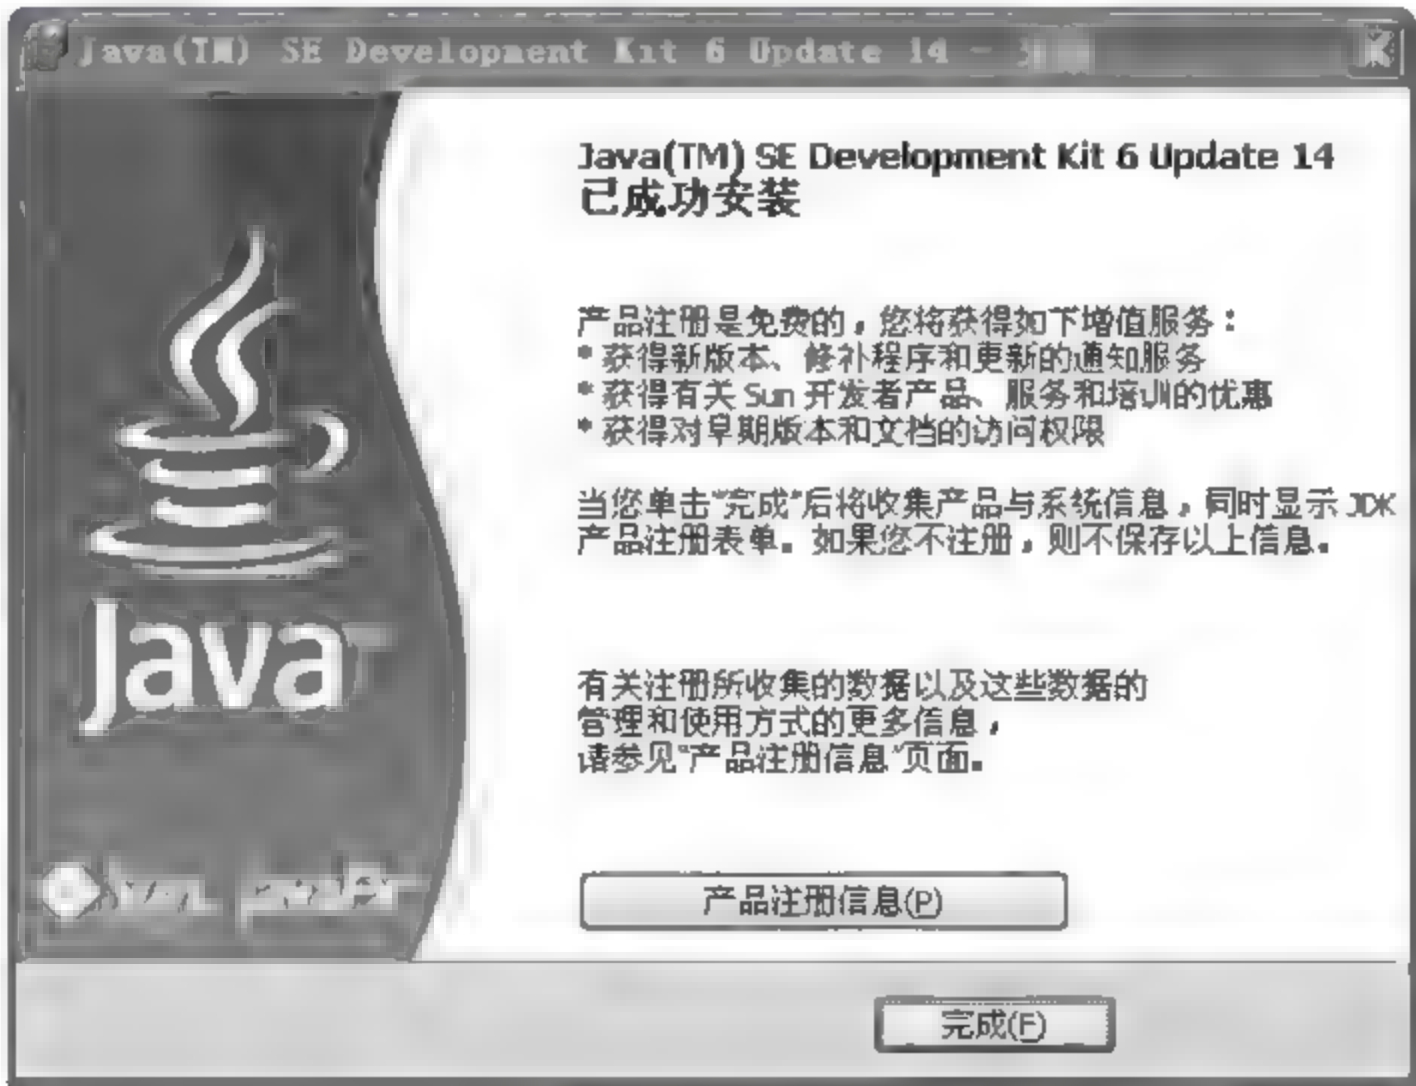 Java(TM) SE Development Kit 6 Update 14 -
Java(TM) SE Development Kit 6 Update 14
已成功安装
产品注册是免费的，您将获得如下增值服务：
* 获得新版本、修补程序和更新的通知服务
* 获得有关 Sun 开发者产品、服务和培训的优惠
* 获得对早期版本和文档的访问权限
当您单击"完成"后将收集产品与系统信息，同时显示 JDK
产品注册表单。如果您不注册，则不保存以上信息。
有关注册所收集的数据以及这些数据的
管理和使用方式的更多信息，
请参见"产品注册信息"页面。
Java
产品注册信息(P)
完成(F)